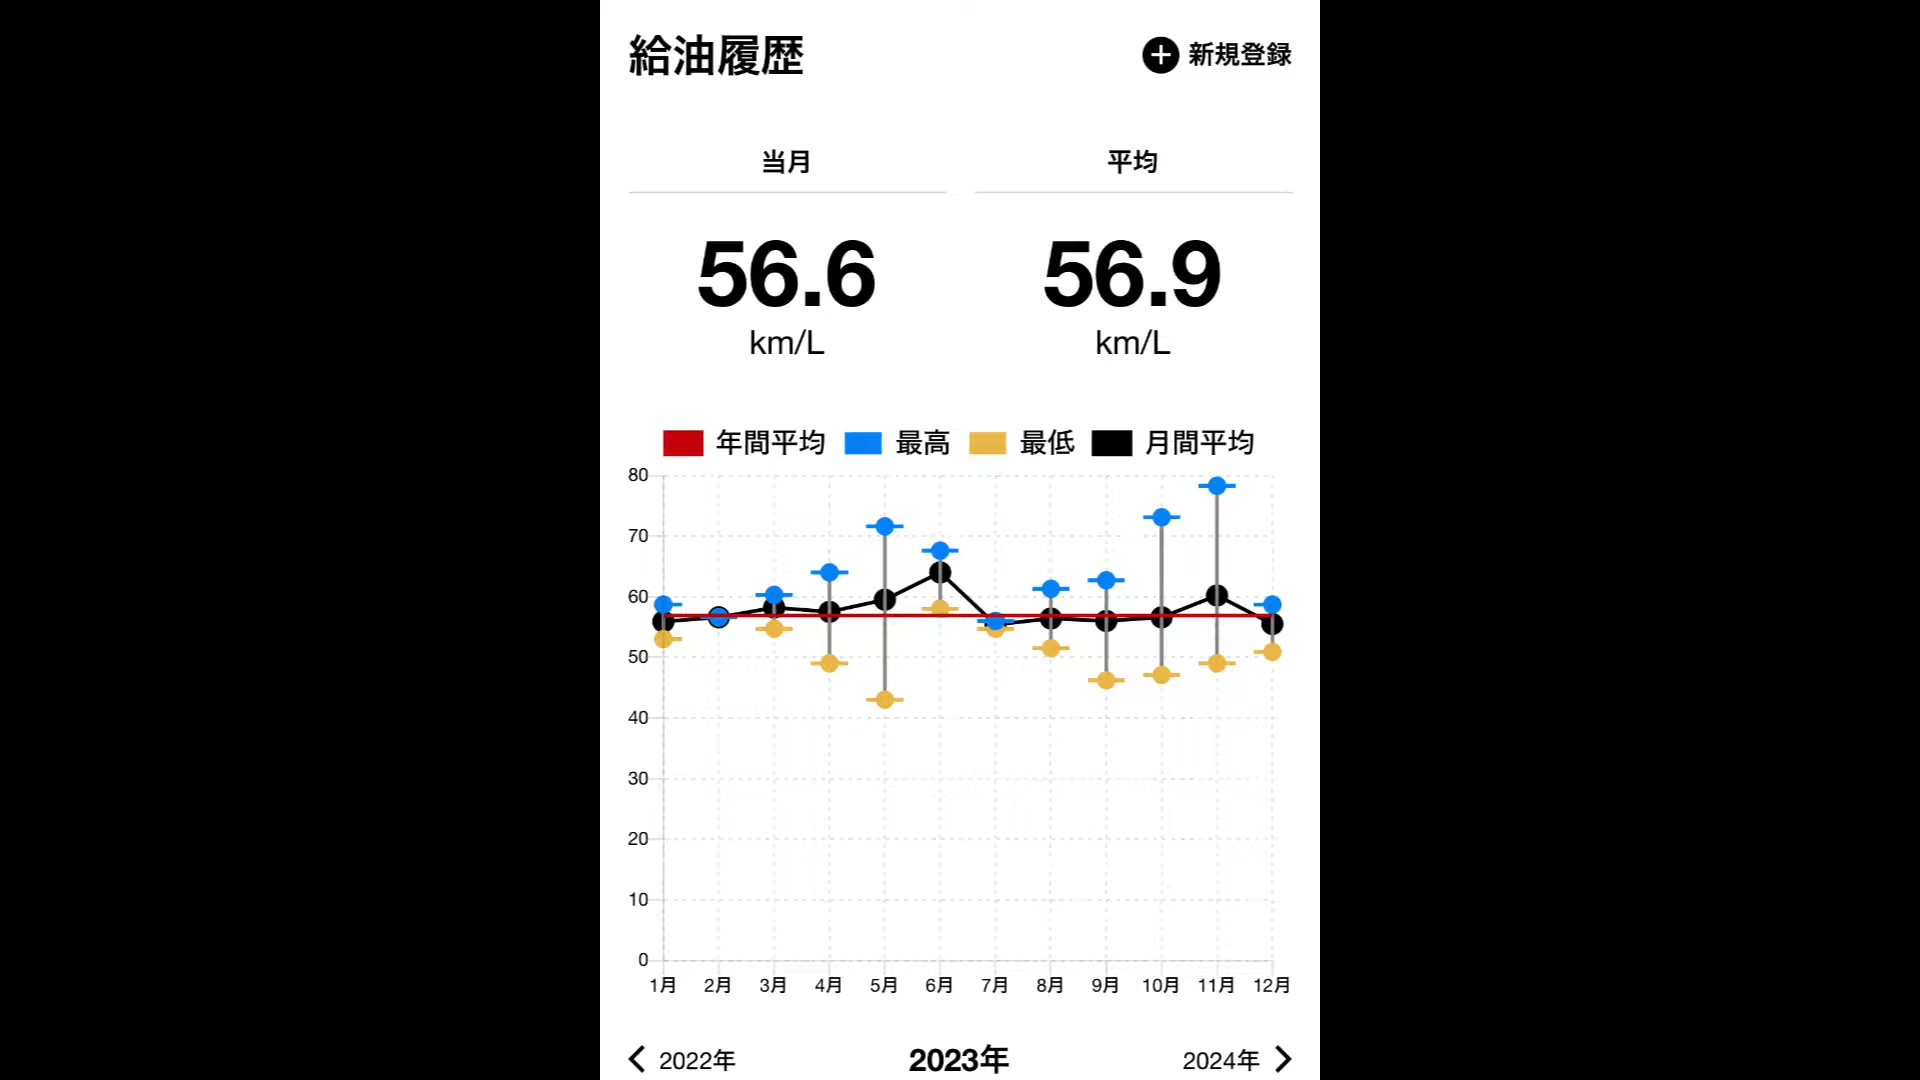 給油履歴
新規登録
当月
平均
56.6
56.9
km/L
km/L
年間平均 最高 最低 月間平均
80
70
60
50
40
30
20
10
0
1月 2月 3月 4月 5月 6月 7月 8月 9月 10月 11月 12月
2022年 2023年 2024年